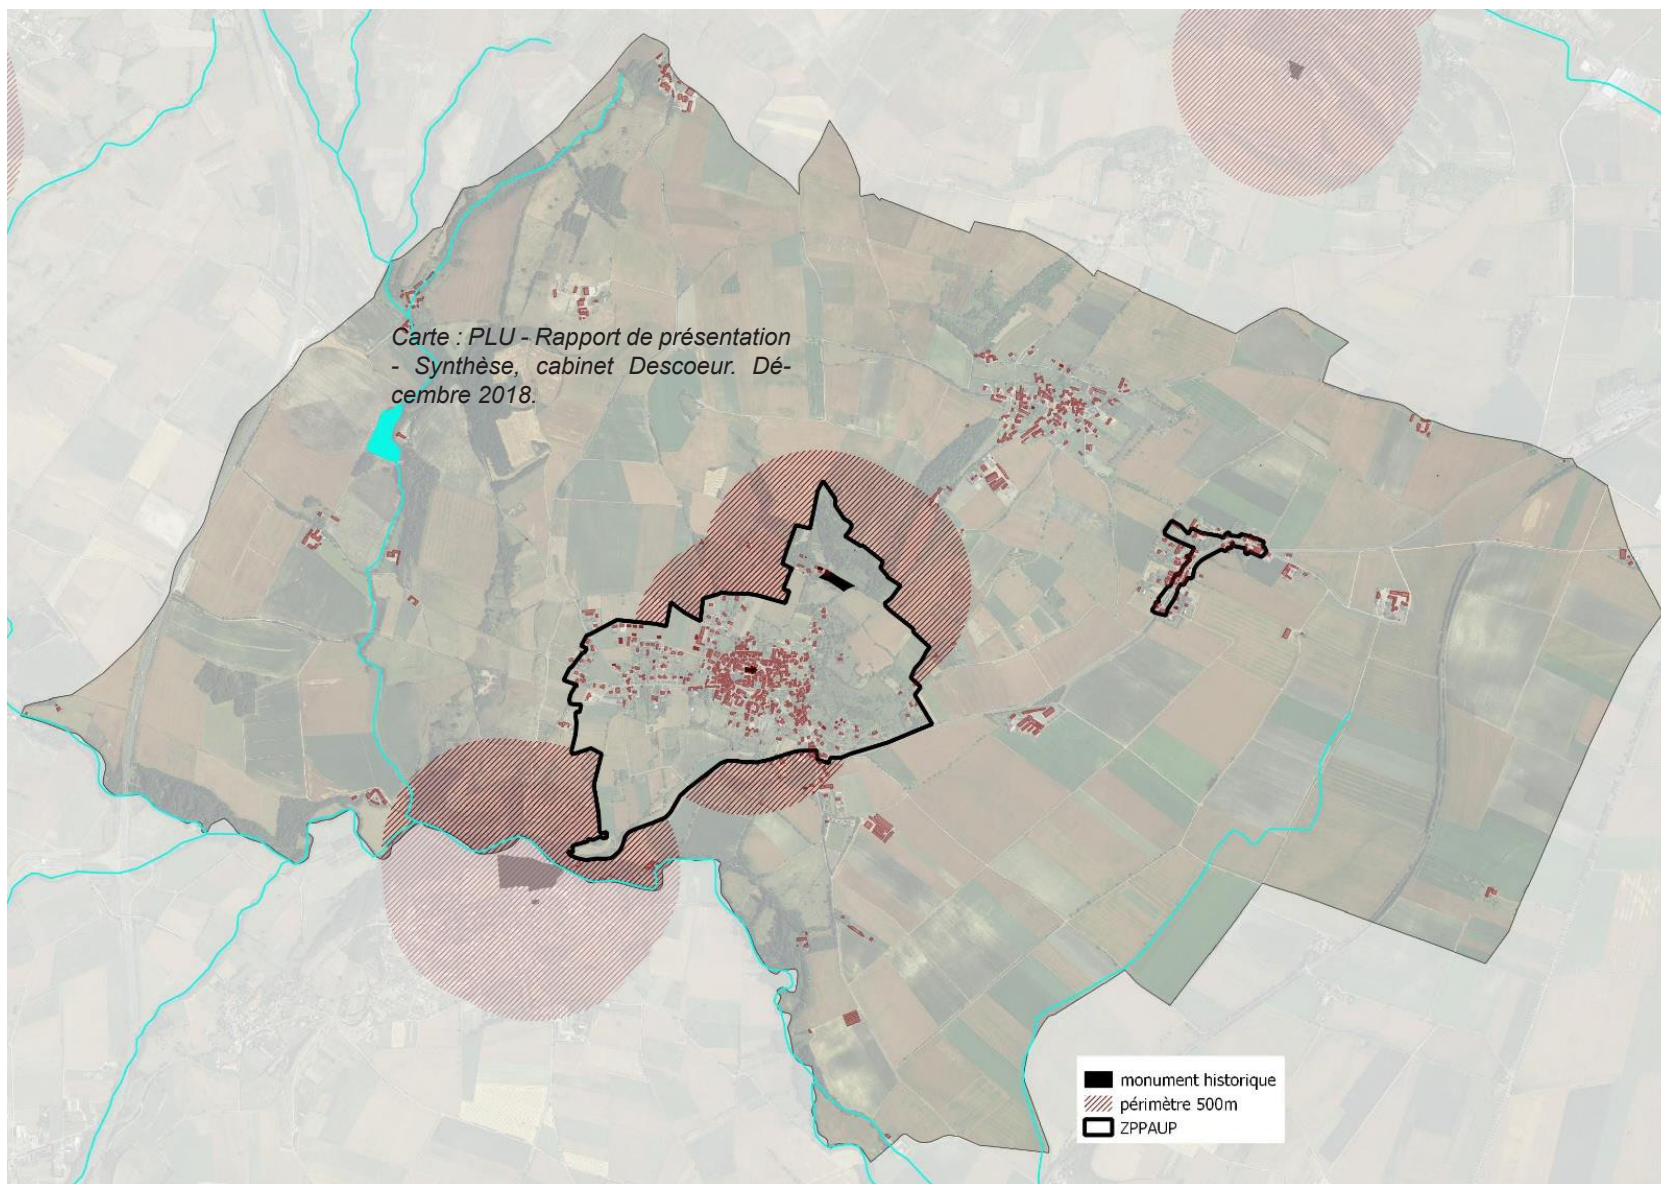 Carte : PLU - Rapport de présentation
- Synthèse, cabinet Descoeur. Dé-
cembre 2018.
monument historique
périmètre 500m
ZPPAUP